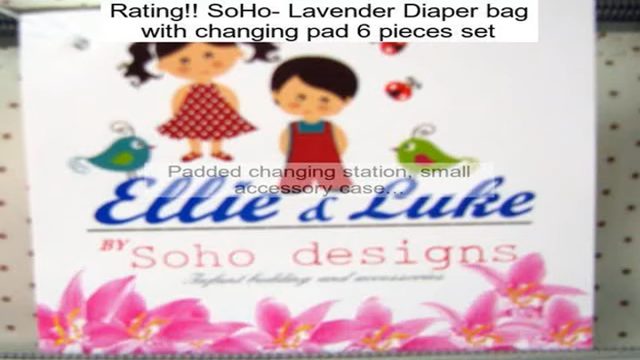 Rating!! SoHo- Lavender Diaper bag
with changing pad 6 pieces set
Padded changing station, small
accessory case...
Ellie & Luke
BY Soho designs
Infant bedding and accessories